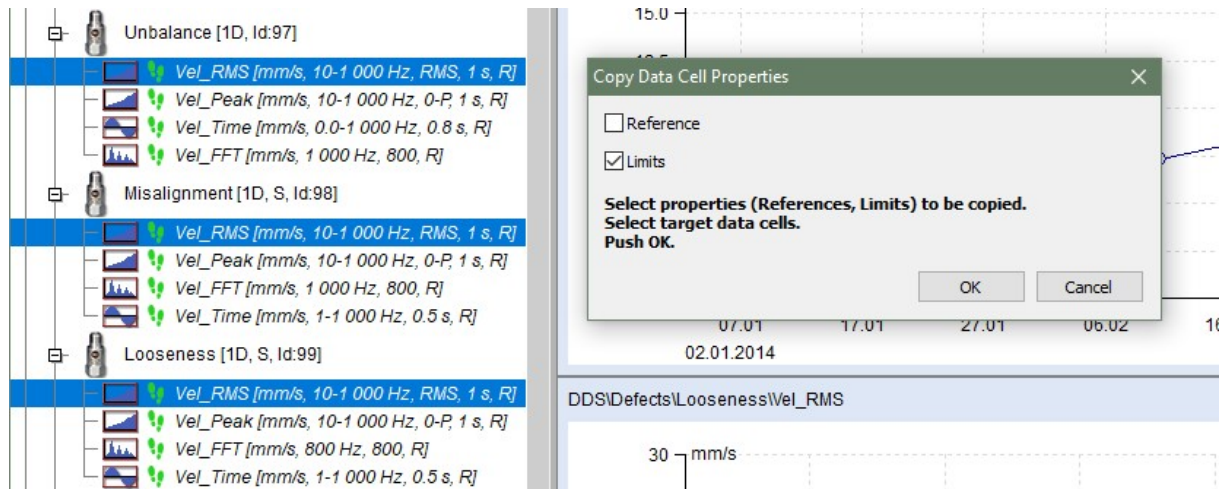 Unbalance [1D, Id:97]
Vel_RMS [mm/s, 10-1 000 Hz, RMS, 1 s, R]
Vel_Peak [mm/s, 10-1 000 Hz, 0-P, 1 s, R]
Vel_Time [mm/s, 0.0-1 000 Hz, 0.8 s, R]
Vel_FFT [mm/s, 1 000 Hz, 800, R]
Misalignment [1D, S, Id:98]
Vel_RMS [mm/s, 10-1 000 Hz, RMS, 1 s, R]
Vel_Peak [mm/s, 10-1 000 Hz, 0-P, 1 s, R]
Vel_FFT [mm/s, 1 000 Hz, 800, R]
Vel_Time [mm/s, 1-1 000 Hz, 0.5 s, R]
Looseness [1D, S, Id:99]
Vel_RMS [mm/s, 10-1 000 Hz, RMS, 1 s, R]
Vel_Peak [mm/s, 10-1 000 Hz, 0-P, 1 s, R]
Vel_FFT [mm/s, 800 Hz, 800, R]
Vel_Time [mm/s, 1-1 000 Hz, 0.5 s, R]
15.0
Copy Data Cell Properties
Reference
Limits
Select properties (References, Limits) to be copied.
Select target data cells.
Push OK.
OK Cancel
07.01 17.01 27.01 06.02
02.01.2014
DDS\Defects\Looseness\Vel_RMS
30 mm/s